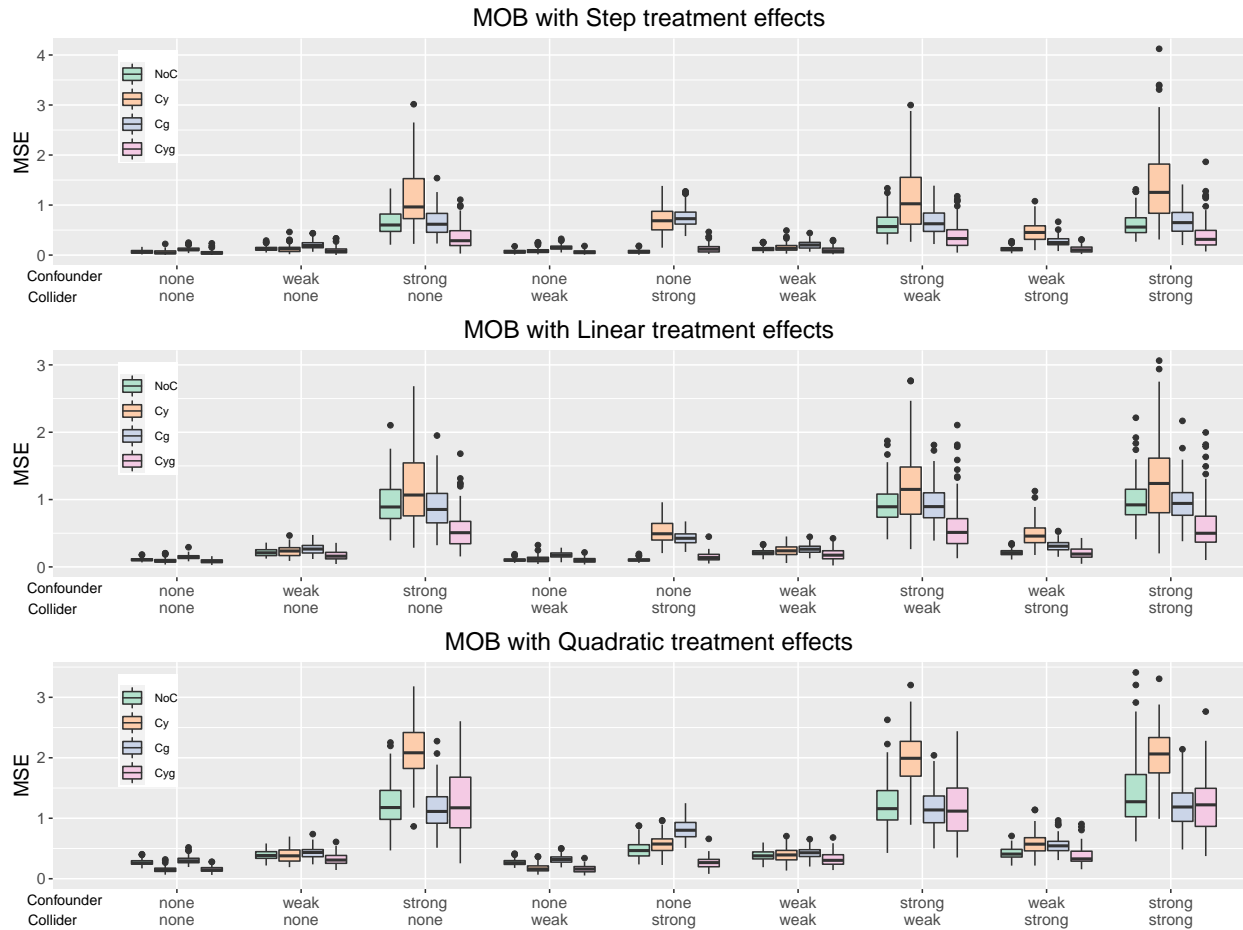 MOB with Step treatment effects
4
3
2
1
0
MSE
NoC
Cy
Cg
Cyg
Confounder none weak strong none none weak strong weak strong
Collider none none none weak strong weak weak strong strong
MOB with Linear treatment effects
3
2
1
0
MSE
NoC
Cy
Cg
Cyg
Confounder none weak strong none none weak strong weak strong
Collider none none none weak strong weak weak strong strong
MOB with Quadratic treatment effects
3
2
1
0
MSE
NoC
Cy
Cg
Cyg
Confounder none weak strong none none weak strong weak strong
Collider none none none weak strong weak weak strong strong